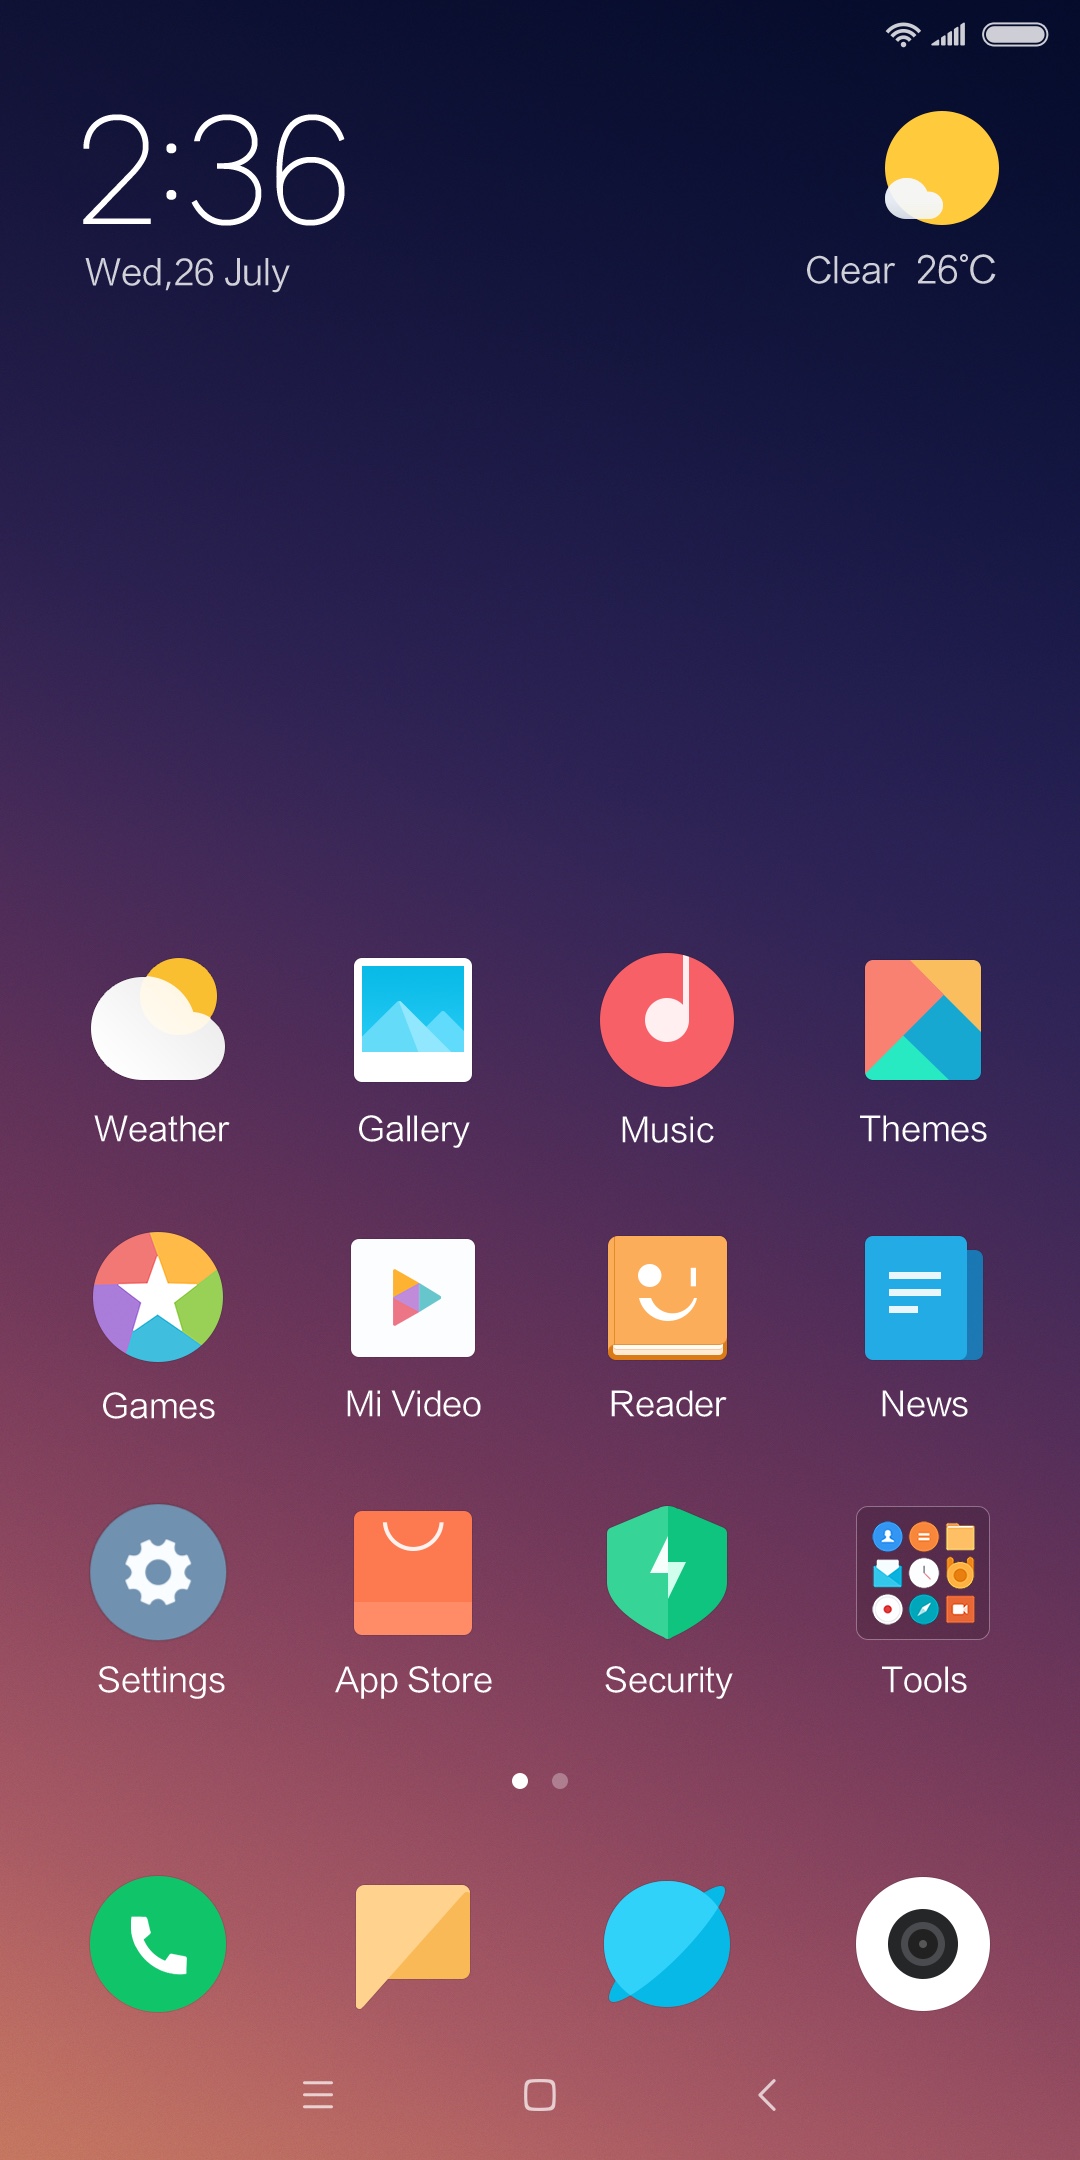 2:36
Wed,26 July
Clear 26°C
Weather Gallery Music Themes
Games Mi Video Reader News
Settings App Store Security Tools